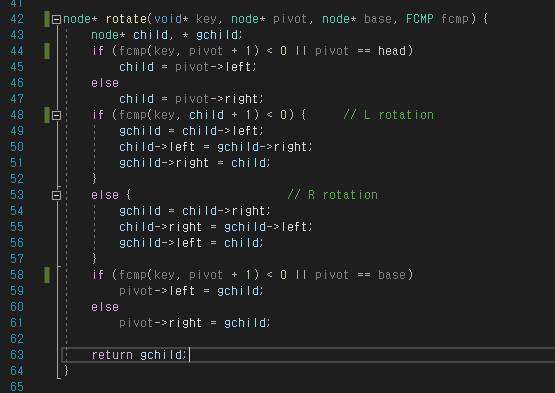 41
42 node* rotate(void* key, node* pivot, node* base, FCMP fcmp) {
43     node* child, * gchild;
44     if (fcmp(key, pivot + 1) < 0 || pivot == head)
45         child = pivot->left;
46     else
47         child = pivot->right;
48     if (fcmp(key, child + 1) < 0) {     // L rotation
49         gchild = child->left;
50         child->left = gchild->right;
51         gchild->right = child;
52     }
53     else {                      // R rotation
54         gchild = child->right;
55         child->right = gchild->left;
56         gchild->left = child;
57     }
58     if (fcmp(key, pivot + 1) < 0 || pivot == base)
59         pivot->left = gchild;
60     else
61         pivot->right = gchild;
62
63     return gchild;
64 }
65